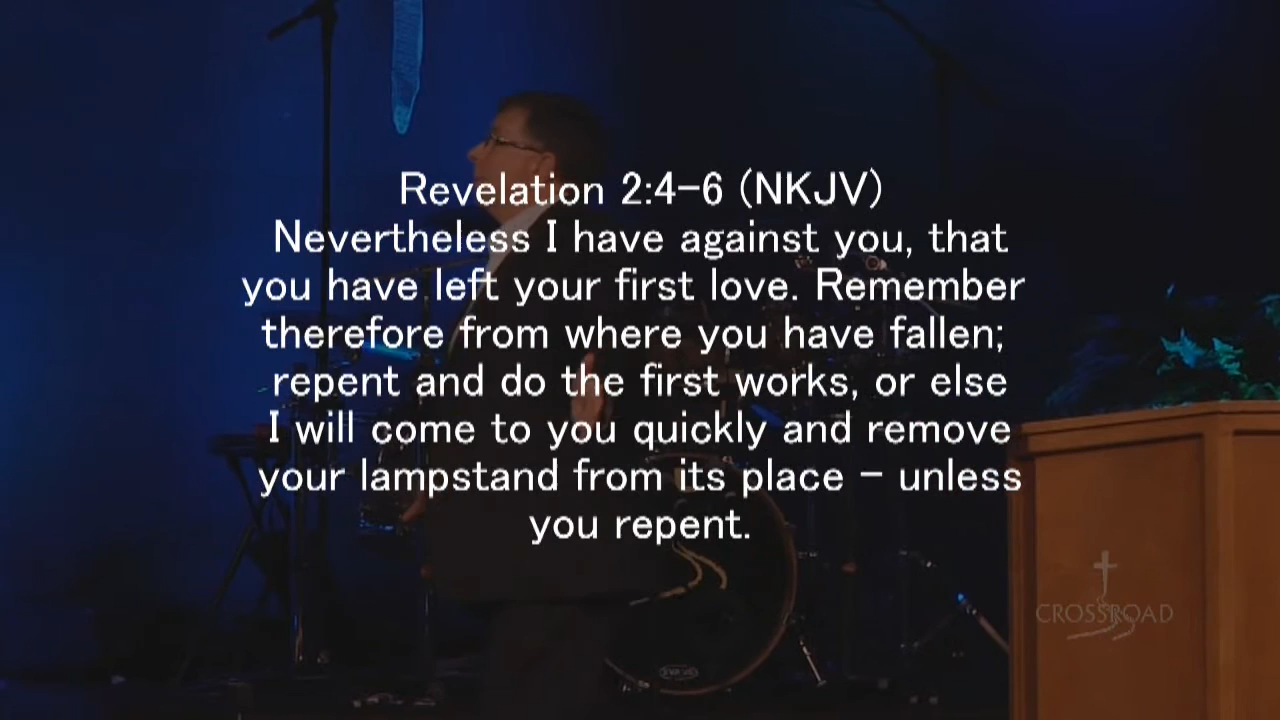 Revelation 2:4-6 (NKJV)
Nevertheless I have against you, that
you have left your first love. Remember
therefore from where you have fallen;
repent and do the first works, or else
I will come to you quickly and remove
your lampstand from its place - unless
you repent.
CROSSROAD